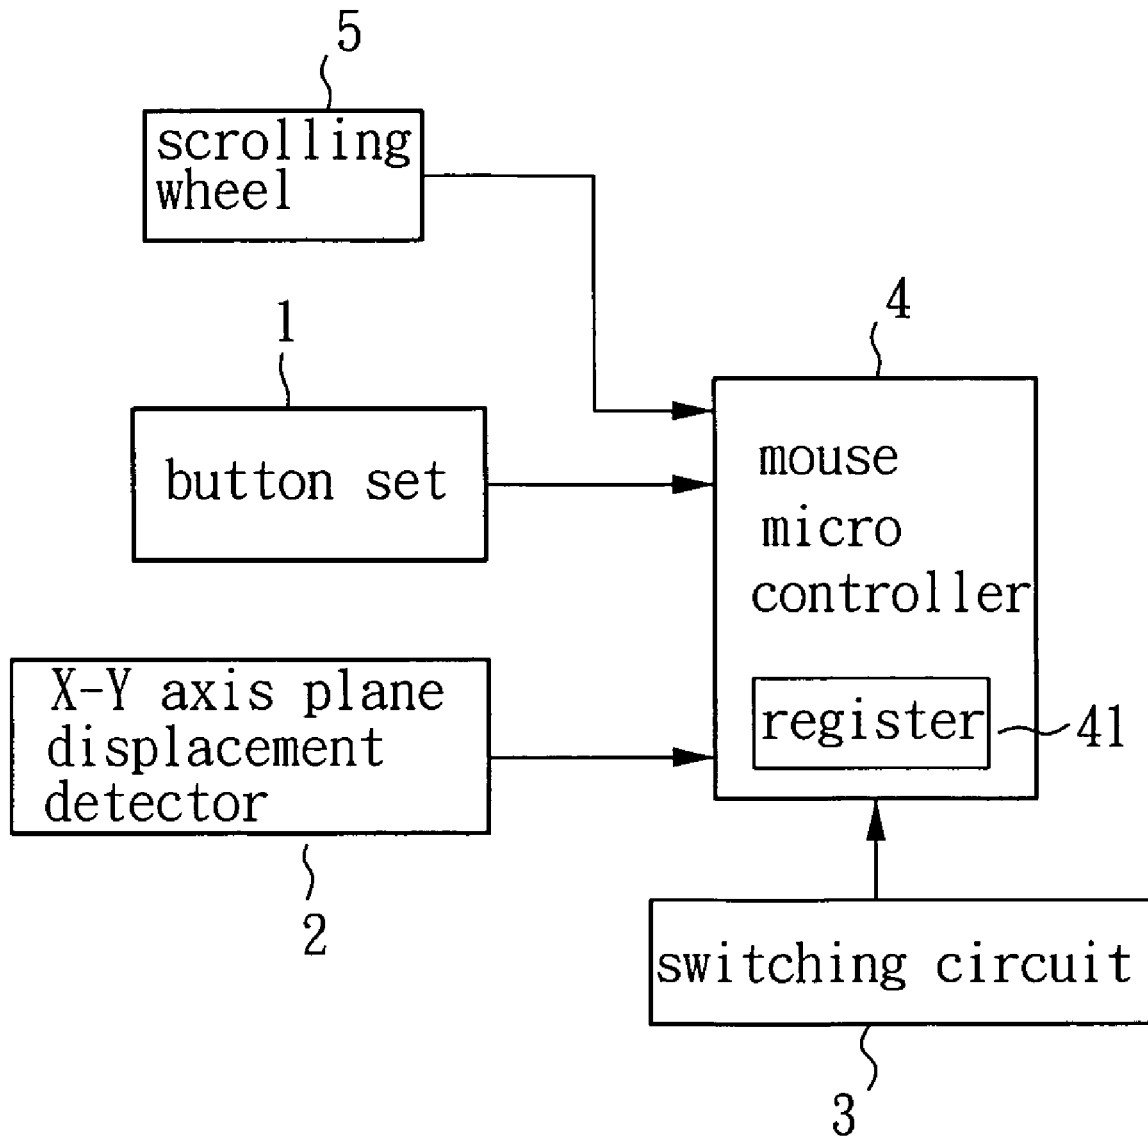 5
scrolling
wheel
1
button set
4
mouse
micro
controller
register
41
X-Y axis plane
displacement
detector
2
switching circuit
3